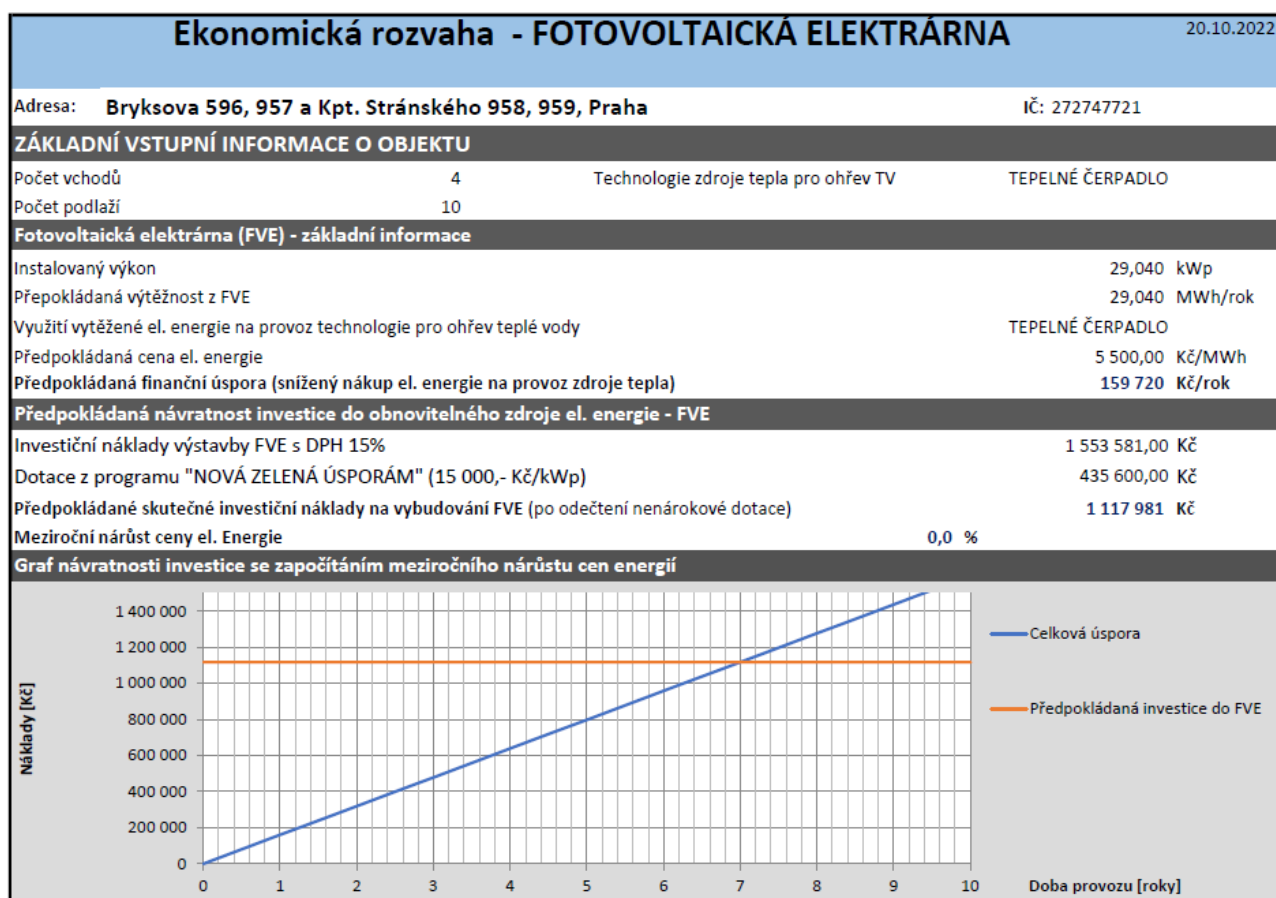 Ekonomická rozvaha - FOTOVOLTAICKÁ ELEKTRÁRNA 20.10.2022
Adresa: Bryksova 596, 957 a Kpt. Stránského 958, 959, Praha IČ: 272747721
ZÁKLADNÍ VSTUPNÍ INFORMACE O OBJEKTU
Počet vchodů 4 Technologie zdroje tepla pro ohřev TV TEPELNÉ ČERPADLO
Počet podlaží 10
Fotovoltaická elektrárna (FVE) - základní informace
Instalovaný výkon 29,040 kWp
Přepokládaná výtěžnost z FVE 29,040 MWh/rok
Využití vytěžené el. energie na provoz technologie pro ohřev teplé vody TEPELNÉ ČERPADLO
Předpokládaná cena el. energie 5 500,00 Kč/MWh
Předpokládaná finanční úspora (snížený nákup el. energie na provoz zdroje tepla) 159 720 Kč/rok
Předpokládaná návratnost investice do obnovitelného zdroje el. energie - FVE
Investiční náklady výstavby FVE s DPH 15% 1 553 581,00 Kč
Dotace z programu "NOVÁ ZELENÁ ÚSPORÁM" (15 000,- Kč/kWp) 435 600,00 Kč
Předpokládané skutečné investiční náklady na vybudování FVE (po odečtení nenárokové dotace) 1 117 981 Kč
Meziroční nárůst ceny el. Energie 0,0 %
Graf návratnosti investice se započítáním meziročního nárůstu cen energií
Náklady [Kč]
1 400 000
1 200 000
1 000 000
800 000
600 000
400 000
200 000
0
0 1 2 3 4 5 6 7 8 9 10 Doba provozu [roky]
Celková úspora
Předpokládaná investice do FVE